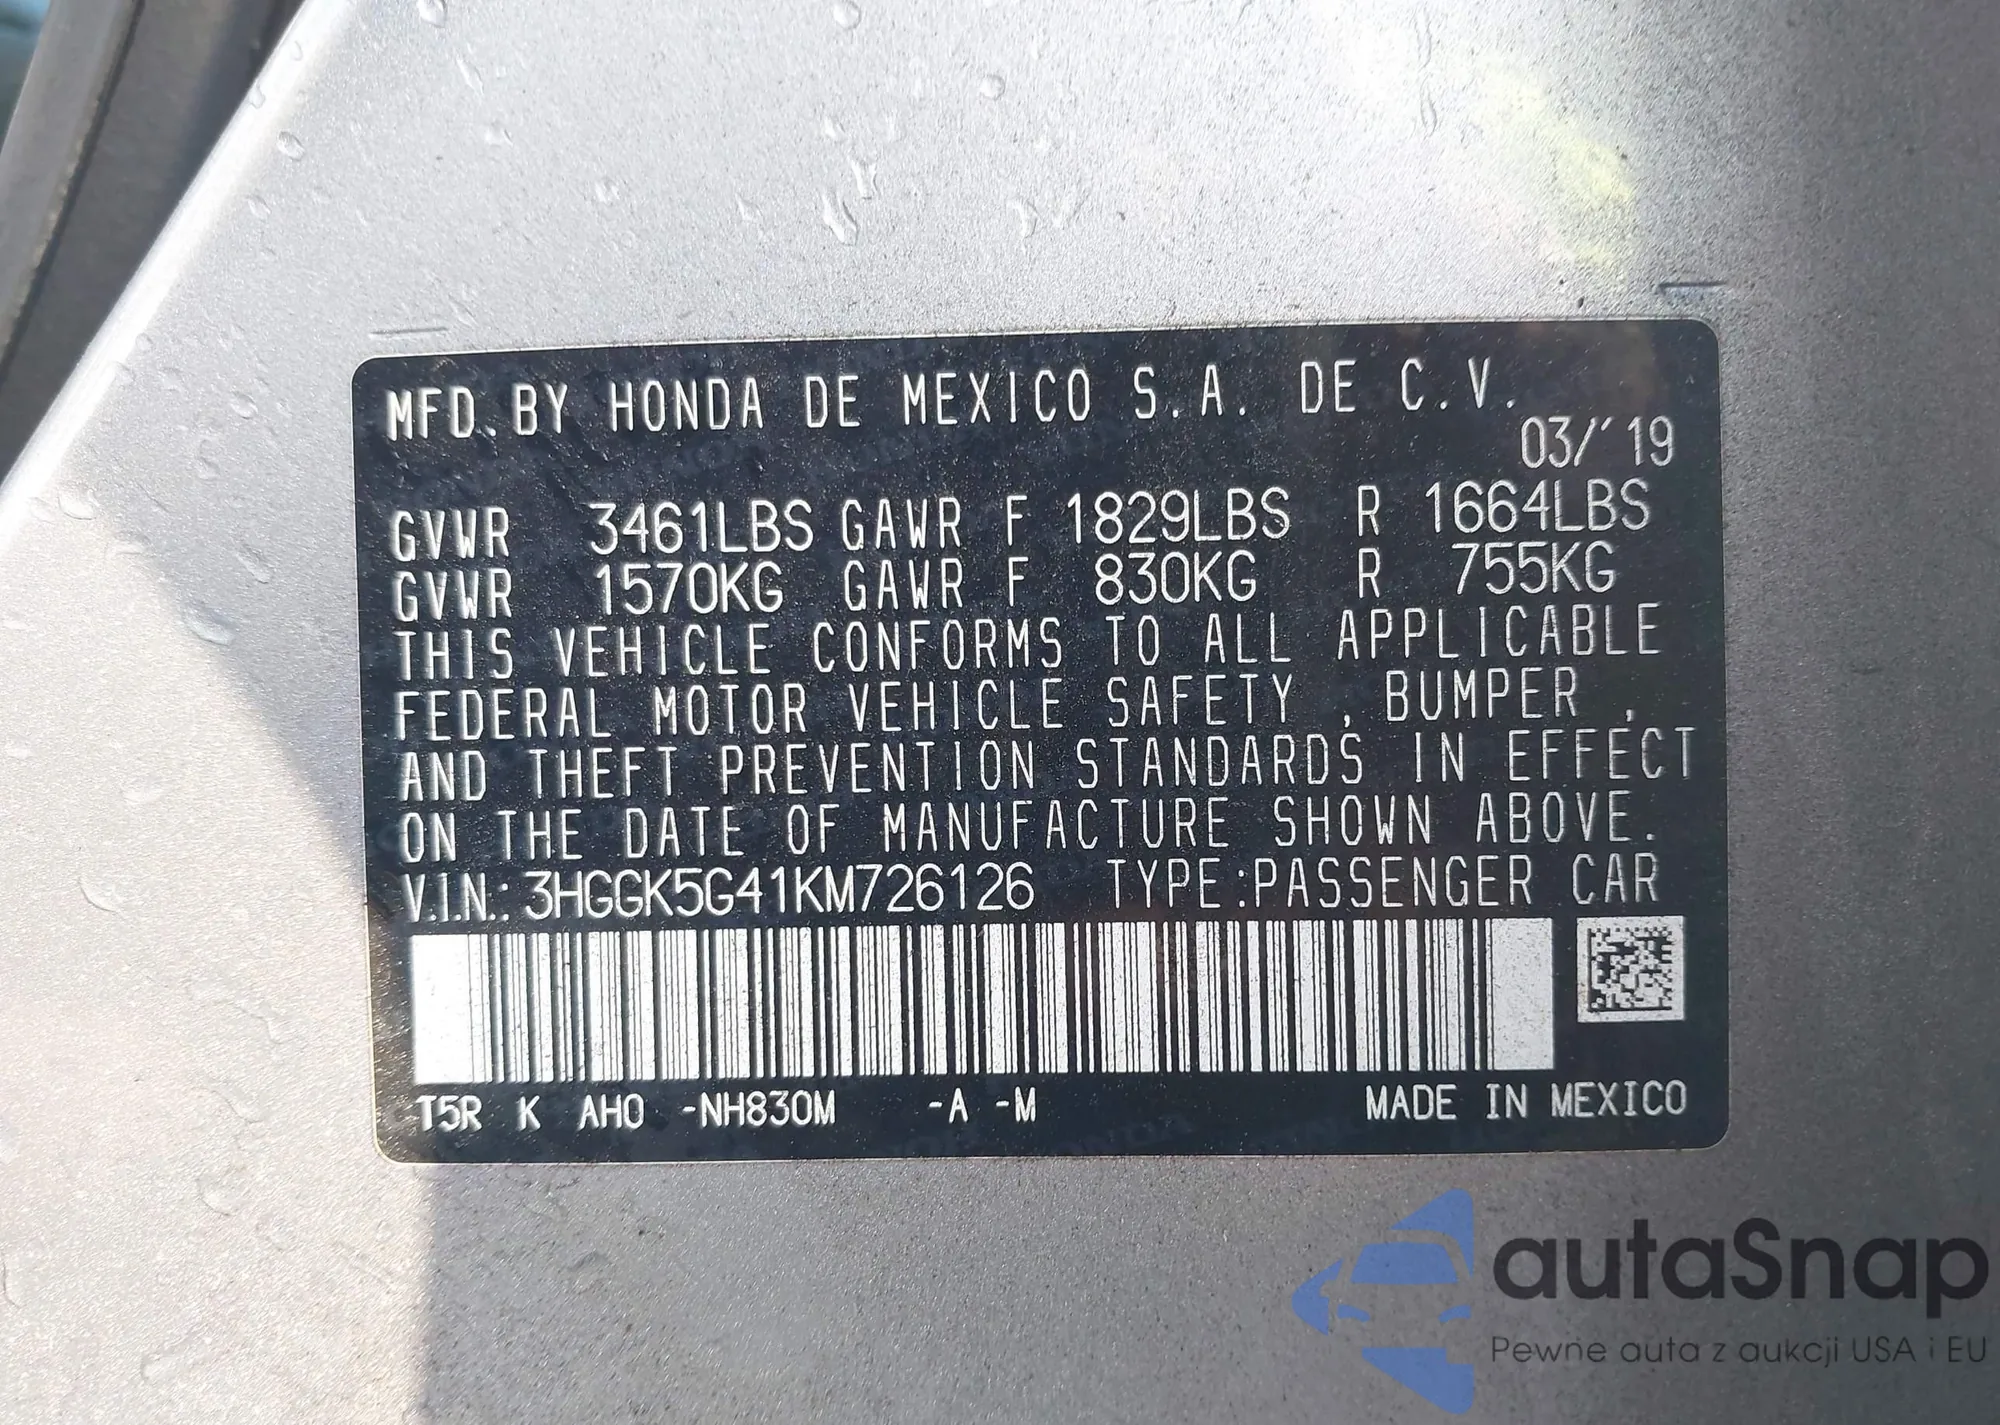 MFD. BY HONDA DE MEXICO S.A. DE C.V.
03/'19
GVWR 3461LBS GAWR F 1829LBS R 1664LBS
GVWR 1570KG GAWR F 830KG R 755KG
THIS VEHICLE CONFORMS TO ALL APPLICABLE
FEDERAL MOTOR VEHICLE SAFETY , BUMPER ,
AND THEFT PREVENTION STANDARDS IN EFFECT
ON THE DATE OF MANUFACTURE SHOWN ABOVE.
V.I.N.: 3HGGK5G41KM726126 TYPE:PASSENGER CAR
T5R K AH0 -NH830M -A -M MADE IN MEXICO
autaSnap
Pewne auta z aukcji USA i EU